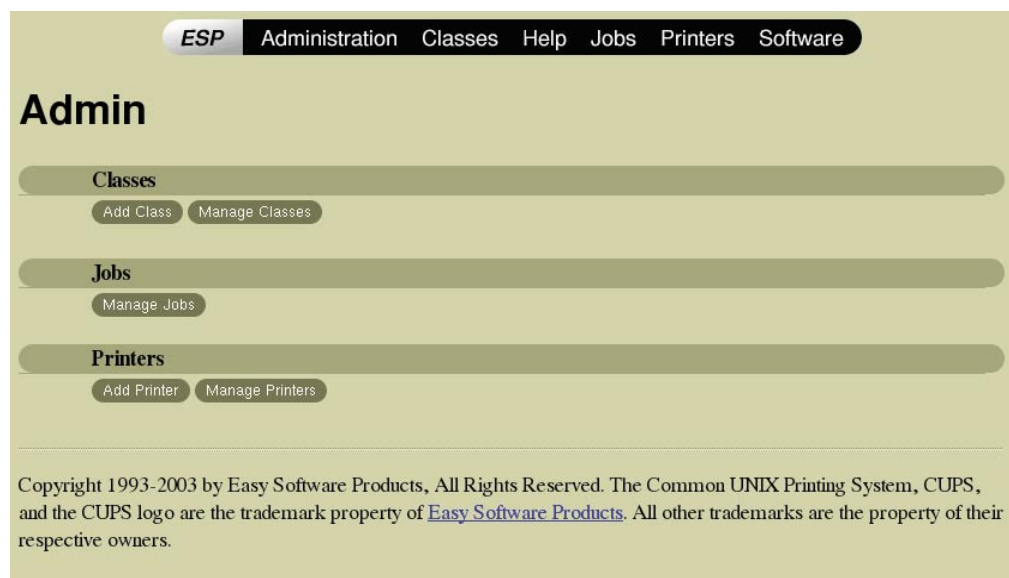 ESP Administration Classes Help Jobs Printers Software
Admin
Classes
Add Class Manage Classes
Jobs
Manage Jobs
Printers
Add Printer Manage Printers
Copyright 1993-2003 by Easy Software Products, All Rights Reserved. The Common UNIX Printing System, CUPS,
and the CUPS logo are the trademark property of Easy Software Products. All other trademarks are the property of their
respective owners.